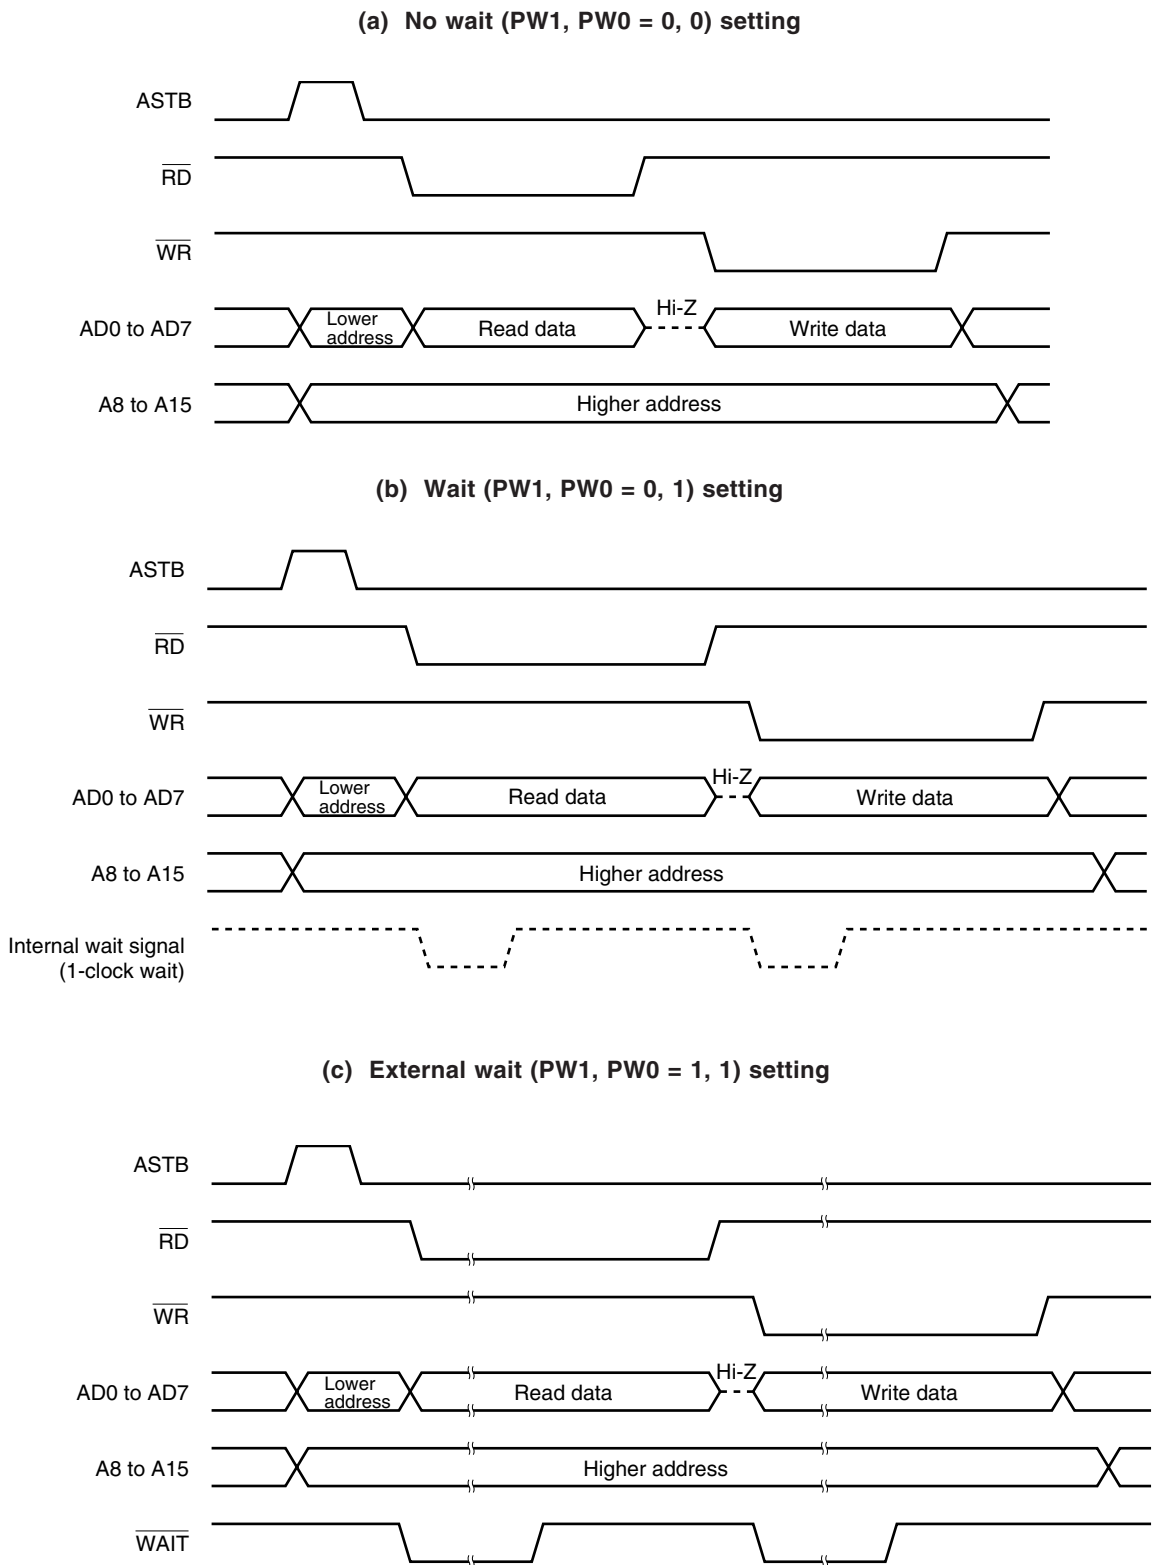 (a) No wait (PW1, PW0 = 0, 0) setting
ASTB
RD
WR
AD0 to AD7
Lower
address
Read data
Hi-Z
Write data
A8 to A15
Higher address
(b) Wait (PW1, PW0 = 0, 1) setting
ASTB
RD
WR
AD0 to AD7
Lower
address
Read data
Hi-Z
Write data
A8 to A15
Higher address
Internal wait signal
(1-clock wait)
(c) External wait (PW1, PW0 = 1, 1) setting
ASTB
RD
WR
AD0 to AD7
Lower
address
Read data
Hi-Z
Write data
A8 to A15
Higher address
WAIT